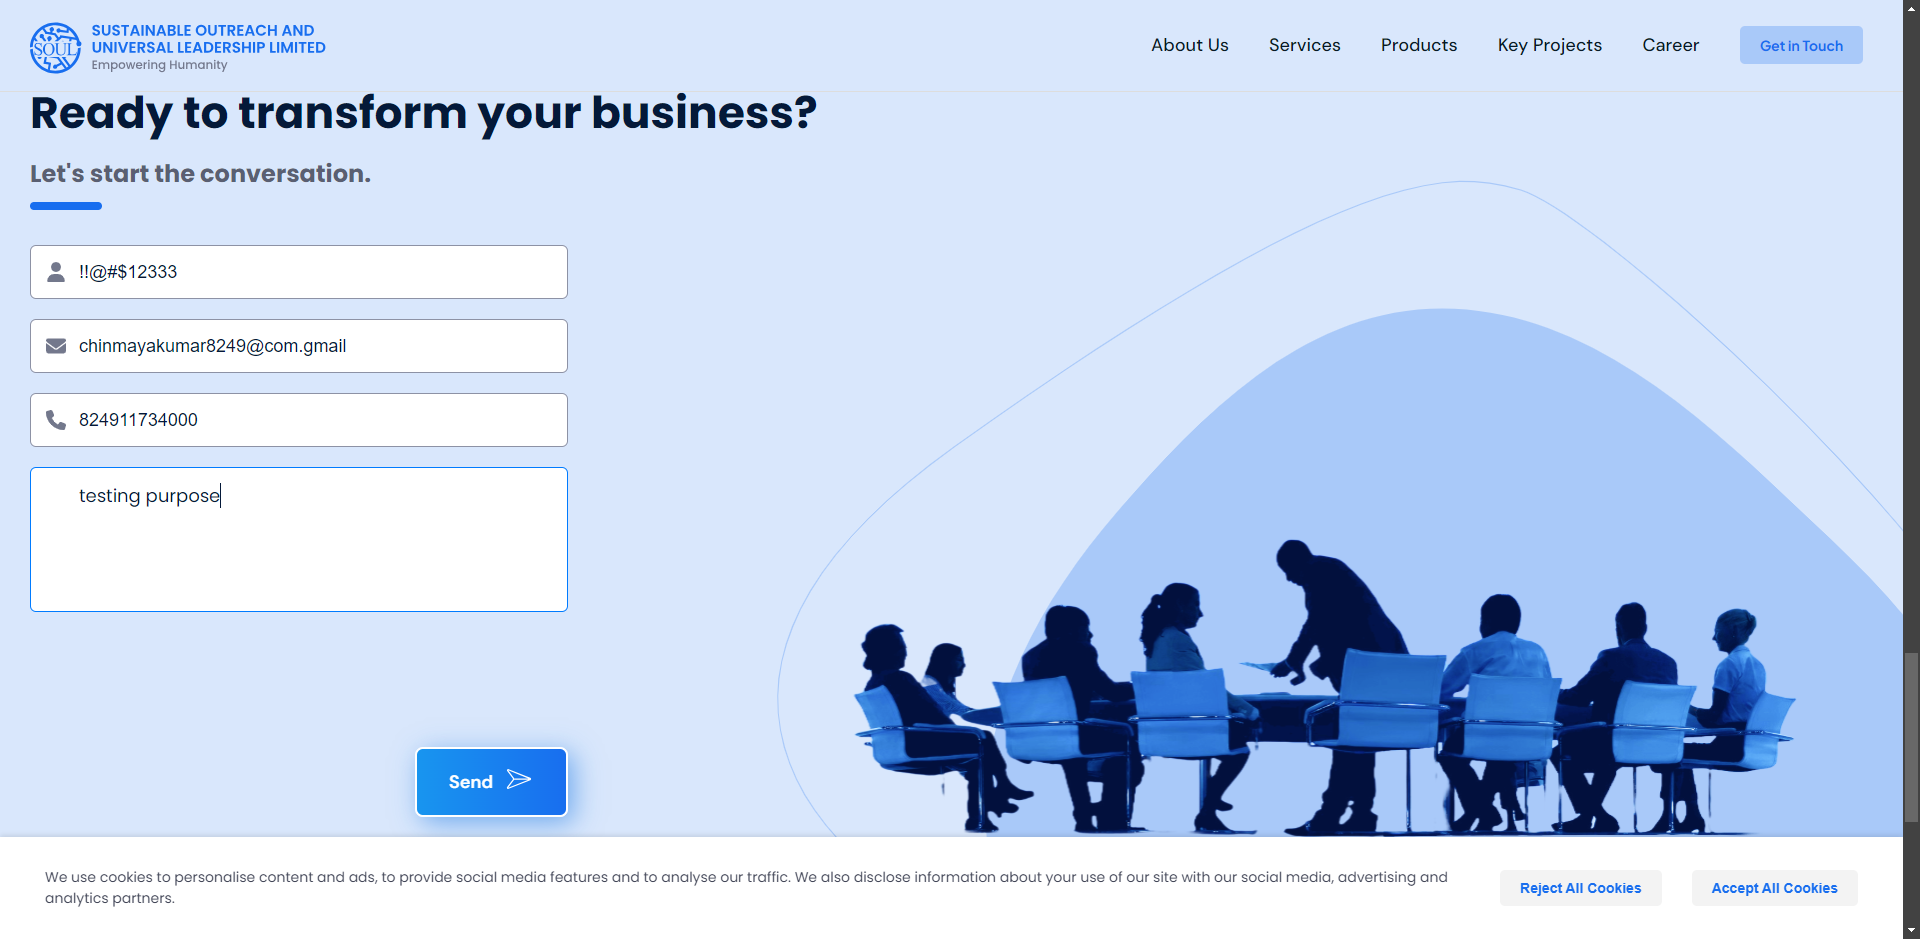 SOUL
SUSTAINABLE OUTREACH AND
UNIVERSAL LEADERSHIP LIMITED
Empowering Humanity
About Us
Services
Products
Key Projects
Career
Get in Touch
Ready to transform your business?
Let's start the conversation.
!!@#$12333
chinmayakumar8249@com.gmail
824911734000
testing purpose
Send
We use cookies to personalise content and ads, to provide social media features and to analyse our traffic. We also disclose information about your use of our site with our social media, advertising and
analytics partners.
Reject All Cookies
Accept All Cookies